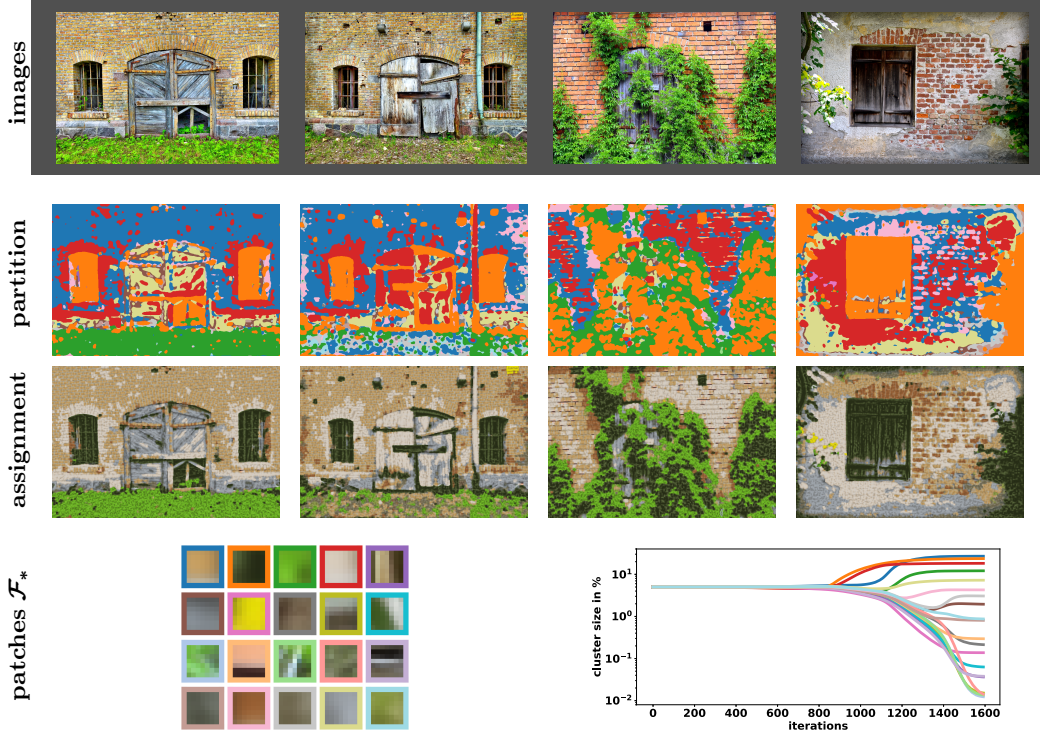 images
partition
assignment
patches 𝓕*
cluster size in %
10¹
10⁰
10⁻¹
10⁻²
0 200 400 600 800 1000 1200 1400 1600
iterations